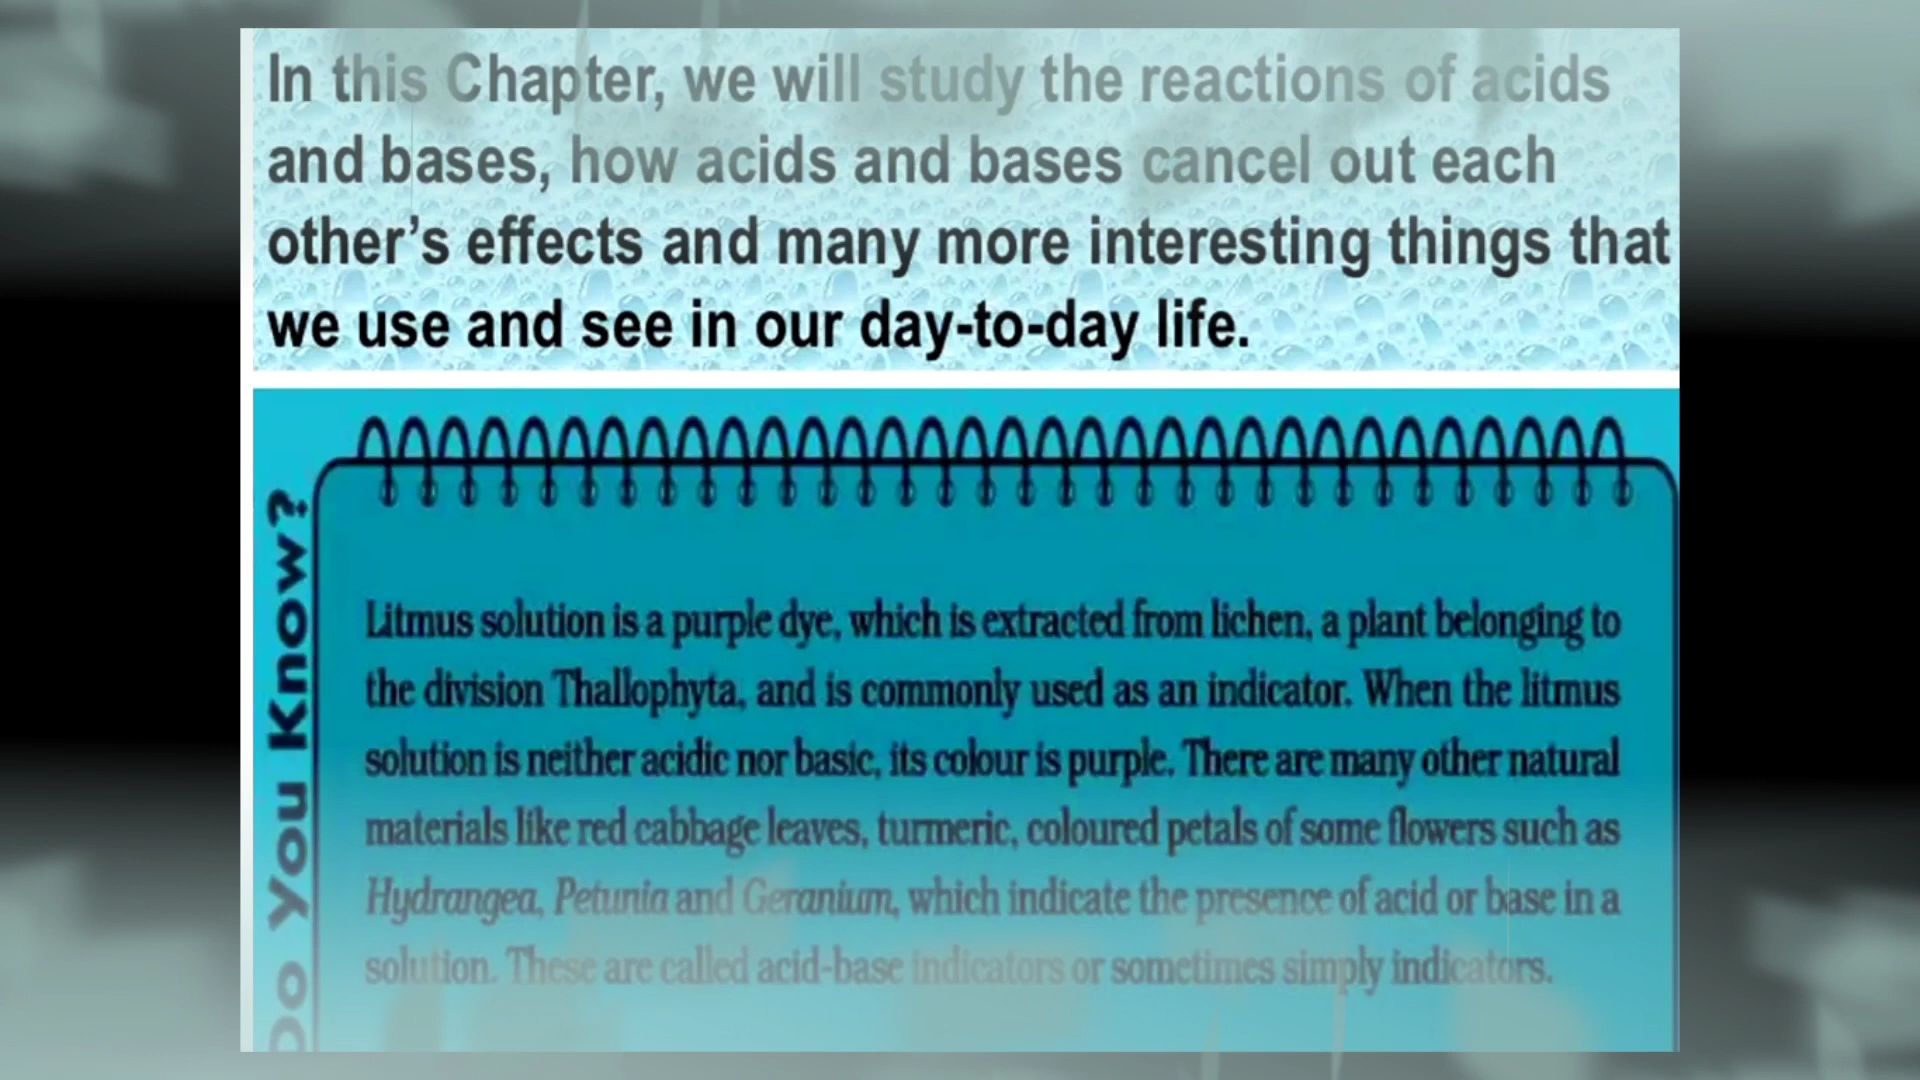 In this Chapter, we will study the reactions of acids
and bases, how acids and bases cancel out each
other’s effects and many more interesting things that
we use and see in our day-to-day life.
Do You Know?
Litmus solution is a purple dye, which is extracted from lichen, a plant belonging to
the division Thallophyta, and is commonly used as an indicator. When the litmus
solution is neither acidic nor basic, its colour is purple. There are many other natural
materials like red cabbage leaves, turmeric, coloured petals of some flowers such as
Hydrangea, Petunia and Geranium, which indicate the presence of acid or base in a
solution. These are called acid-base indicators or sometimes simply indicators.